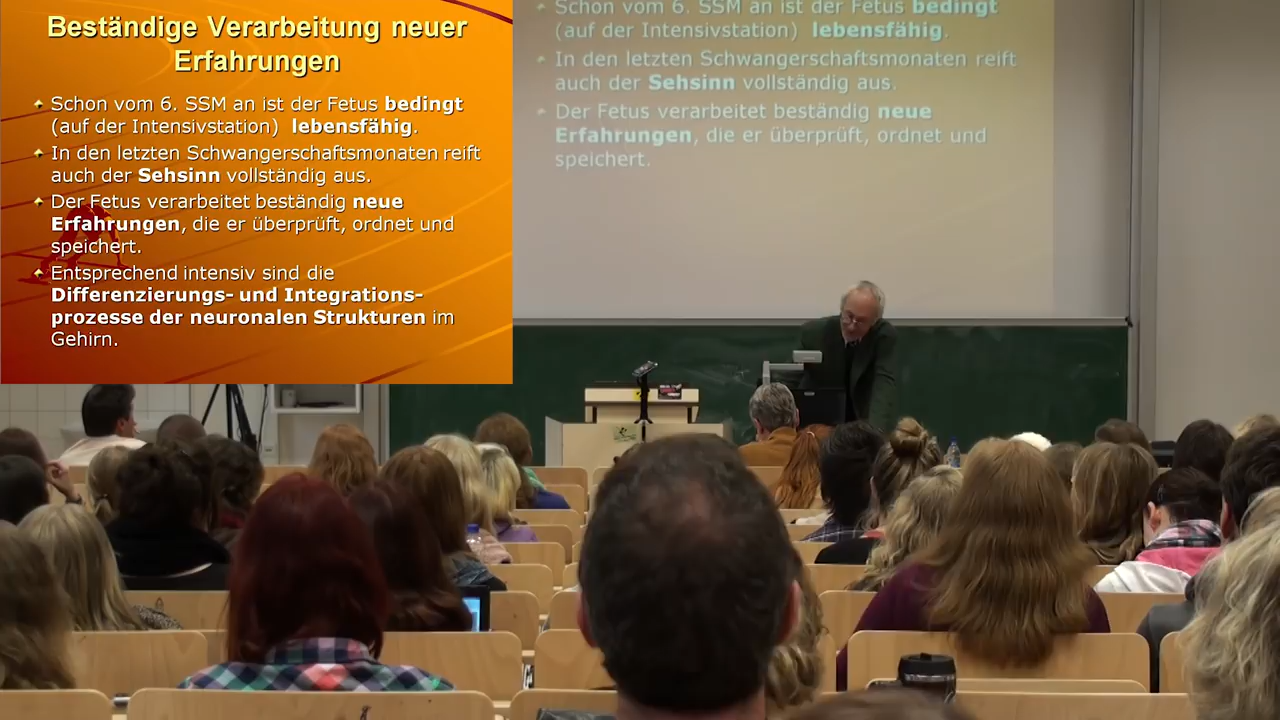 Beständige Verarbeitung neuer
Erfahrungen
Schon vom 6. SSM an ist der Fetus bedingt
(auf der Intensivstation) lebensfähig.
In den letzten Schwangerschaftsmonaten reift
auch der Sehsinn vollständig aus.
Der Fetus verarbeitet beständig neue
Erfahrungen, die er überprüft, ordnet und
speichert.
Entsprechend intensiv sind die
Differenzierungs- und Integrations-
prozesse der neuronalen Strukturen im
Gehirn.
Schon vom 6. SSM an ist der Fetus bedingt
(auf der Intensivstation) lebensfähig.
In den letzten Schwangerschaftsmonaten reift
auch der Sehsinn vollständig aus.
Der Fetus verarbeitet beständig neue
Erfahrungen, die er überprüft, ordnet und
speichert.